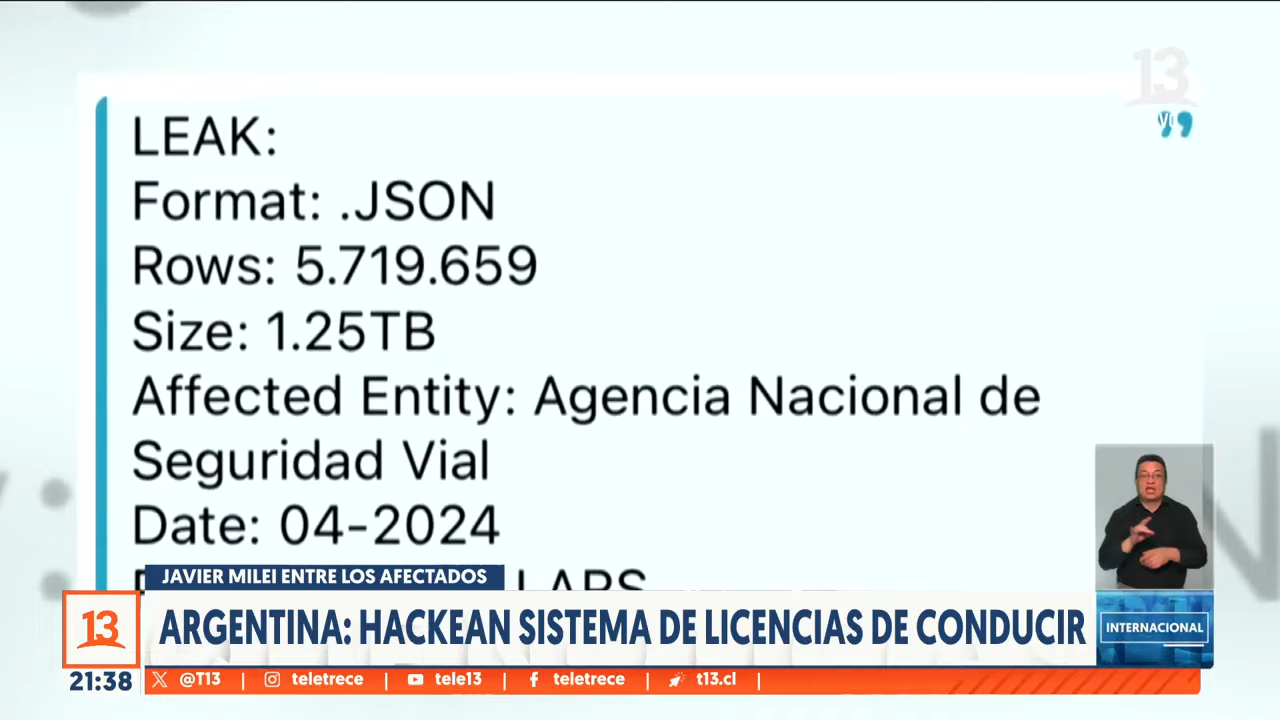 13
LEAK:
Format: .JSON
Rows: 5.719.659
Size: 1.25TB
Affected Entity: Agencia Nacional de
Seguridad Vial
Date: 04-2024
JAVIER MILEI ENTRE LOS AFECTADOS
13
ARGENTINA: HACKEAN SISTEMA DE LICENCIAS DE CONDUCIR
INTERNACIONAL
21:38
@T13 | teletrece | tele13 | teletrece | t13.cl |